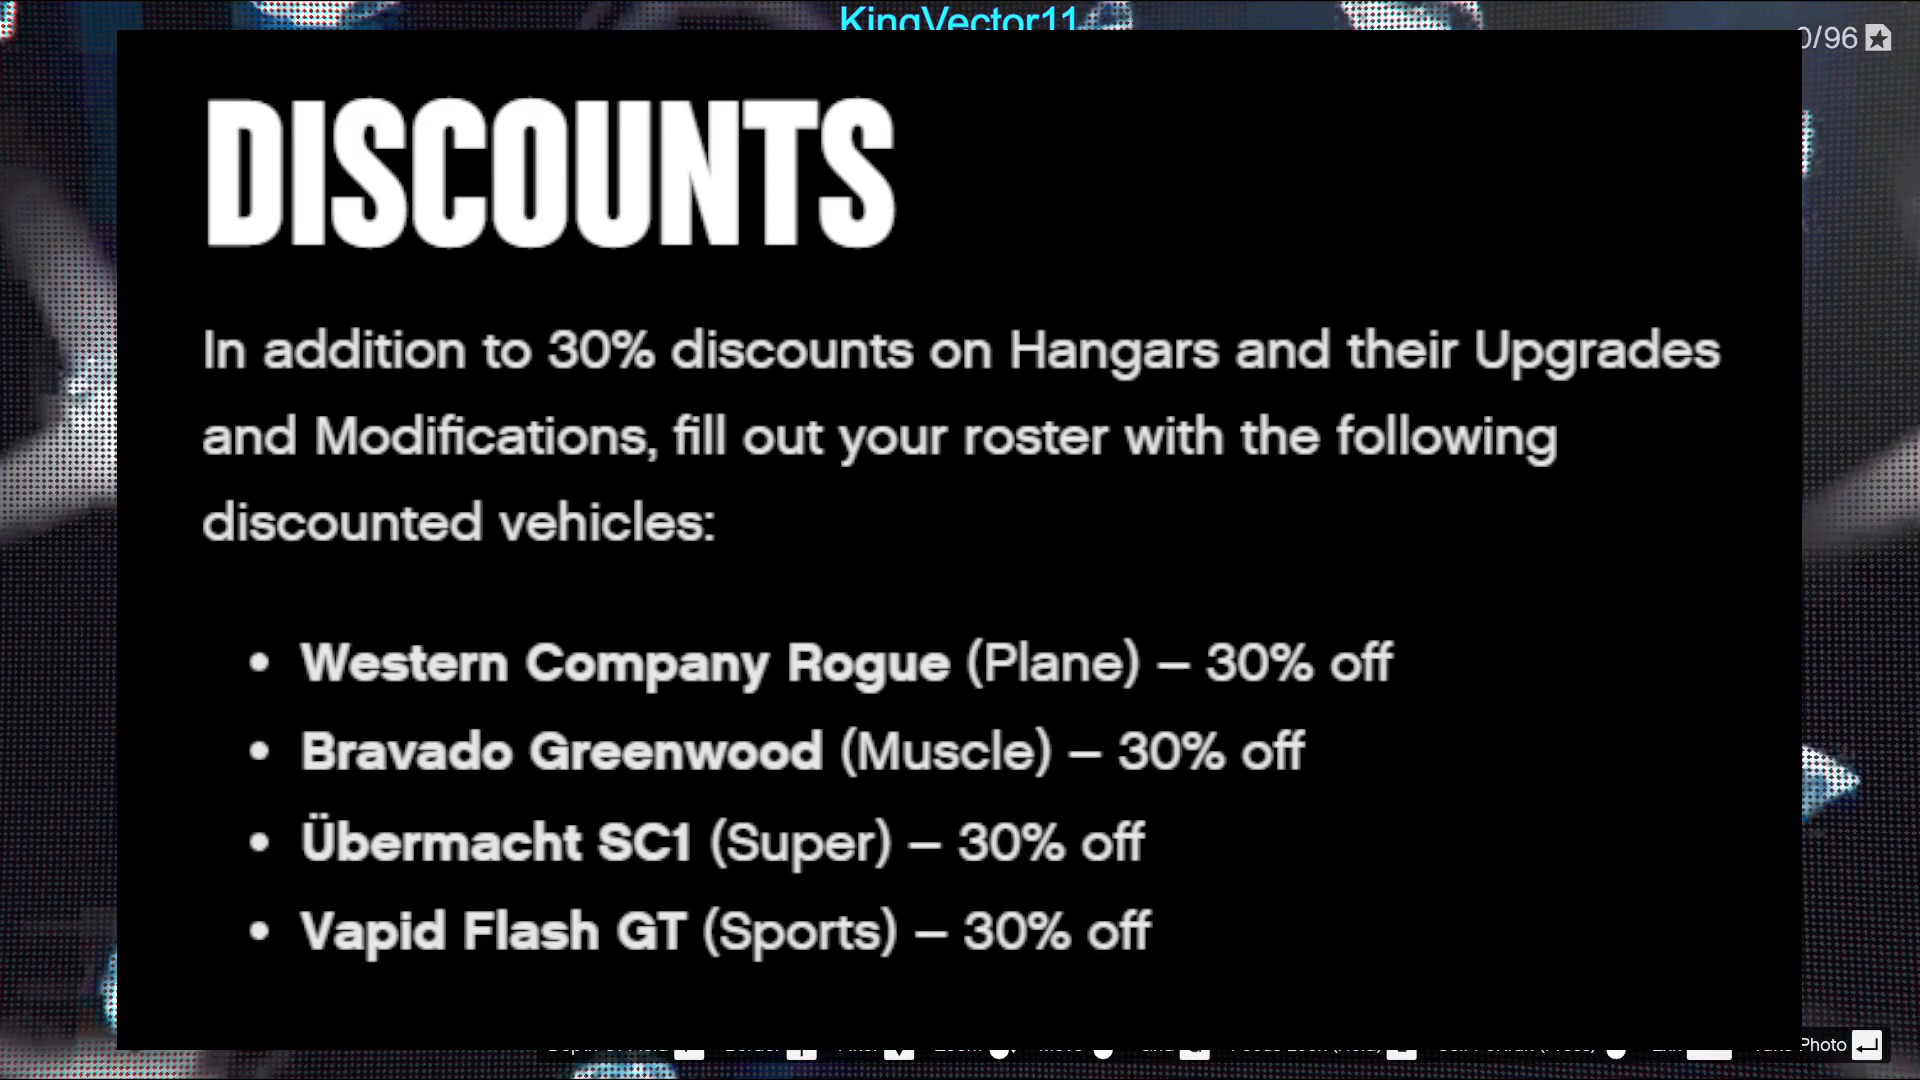 KingVector11
0/96
DISCOUNTS
In addition to 30% discounts on Hangars and their Upgrades
and Modifications, fill out your roster with the following
discounted vehicles:
• Western Company Rogue (Plane) – 30% off
• Bravado Greenwood (Muscle) – 30% off
• Übermacht SC1 (Super) – 30% off
• Vapid Flash GT (Sports) – 30% off
Photo